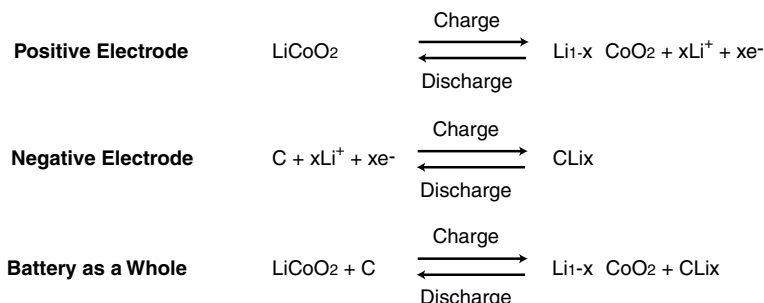 Charge
Positive Electrode LiCoO2 Li1-x CoO2 + xLi+ + xe-
Discharge
Charge
Negative Electrode C + xLi+ + xe- CLix
Discharge
Charge
Battery as a Whole LiCoO2 + C Li1-x CoO2 + CLix
Discharge